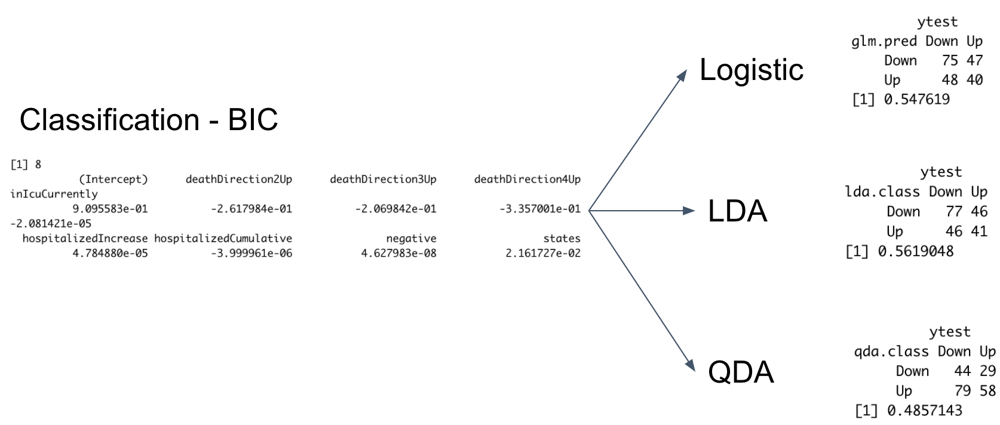 Classification - BIC
[1] 8
(Intercept) deathDirection2Up deathDirection3Up deathDirection4Up
inIcuCurrently
9.095583e-01 -2.617984e-01 -2.069842e-01 -3.357001e-01
-2.081421e-05
hospitalizedIncrease hospitalizedCumulative negative states
4.784880e-05 -3.999961e-06 4.627983e-08 2.161727e-02
Logistic
ytest
glm.pred Down Up
Down 75 47
Up 48 40
[1] 0.547619
LDA
ytest
lda.class Down Up
Down 77 46
Up 46 41
[1] 0.5619048
QDA
ytest
qda.class Down Up
Down 44 29
Up 79 58
[1] 0.4857143